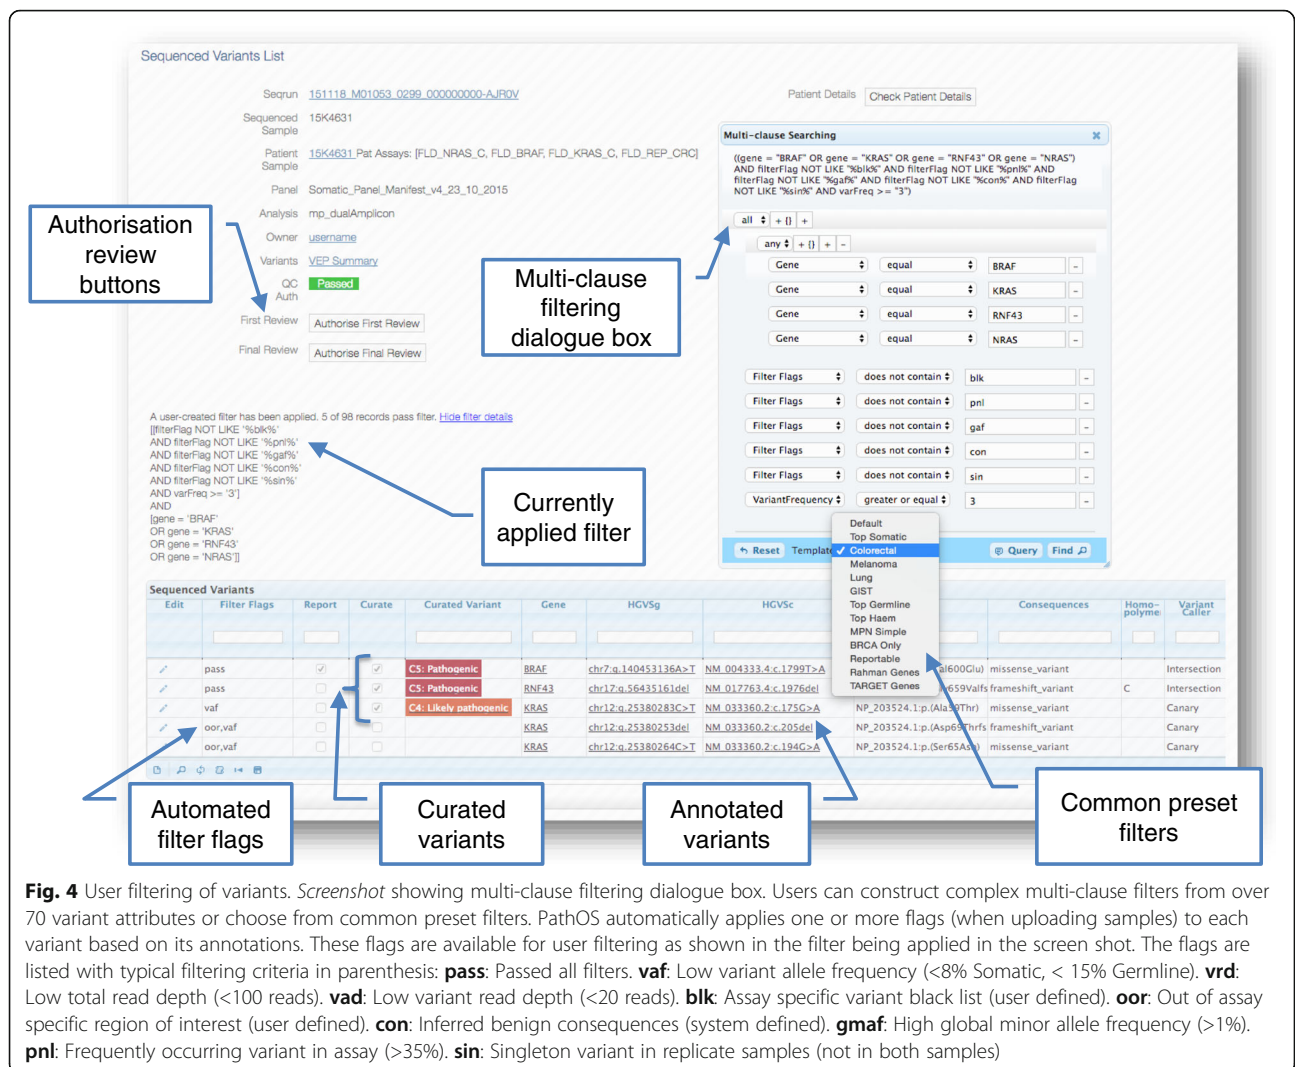 Sequenced Variants List
Seqrun 151118_M01053_0299_000000000-AJR0V
Patient Details Check Patient Details
Sequenced Sample 15K4631
Patient Sample 15K4631 Pat Assays: [FLD_NRAS_C, FLD_BRAF, FLD_KRAS_C, FLD_REP_CRC]
Panel Somatic_Panel_Manifest_v4_23_10_2015
Analysis mp_dualAmplicon
Owner username
Variants VEP Summary
QC Auth Passed
First Review Authorise First Review
Final Review Authorise Final Review
Authorisation
review
buttons
Multi-clause
filtering
dialogue box
Multi-clause Searching
((gene = "BRAF" OR gene = "KRAS" OR gene = "RNF43" OR gene = "NRAS")
AND filterFlag NOT LIKE "%blk%" AND filterFlag NOT LIKE "%pnl%" AND
filterFlag NOT LIKE "%gaf%" AND filterFlag NOT LIKE "%con%" AND filterFlag
NOT LIKE "%sin%" AND varFreq >= "3")
all + {} +
any + {} + -
Gene equal BRAF -
Gene equal KRAS -
Gene equal RNF43 -
Gene equal NRAS -
Filter Flags does not contain blk -
Filter Flags does not contain pnl -
Filter Flags does not contain gaf -
Filter Flags does not contain con -
Filter Flags does not contain sin -
VariantFrequency greater or equal 3 -
Reset Template Query Find
Default
Top Somatic
✓ Colorectal
Melanoma
Lung
GIST
Top Germline
Top Haem
MPN Simple
BRCA Only
Reportable
Rahman Genes
TARGET Genes
A user-created filter has been applied. 5 of 98 records pass filter. Hide filter details
[[filterFlag NOT LIKE '%blk%'
AND filterFlag NOT LIKE '%pnl%'
AND filterFlag NOT LIKE '%gaf%'
AND filterFlag NOT LIKE '%con%'
AND filterFlag NOT LIKE '%sin%'
AND varFreq >= '3']
AND
[gene = 'BRAF'
OR gene = 'KRAS'
OR gene = 'RNF43'
OR gene = 'NRAS']]
Currently
applied filter
Sequenced Variants
Edit Filter Flags Report Curate Curated Variant Gene HGVSg HGVSc Consequences Homo-polymer Variant Caller
pass C5: Pathogenic BRAF chr7:g.140453136A>T NM_004333.4:c.1799T>A al600Glu) missense_variant Intersection
pass C5: Pathogenic RNF43 chr17:g.56435161del NM_017763.4:c.1976del 659Valfs frameshift_variant C Intersection
vaf C4: Likely pathogenic KRAS chr12:g.25380283C>T NM_033360.2:c.175G>A NP_203524.1:p.(Ala59Thr) missense_variant Canary
oor,vaf KRAS chr12:g.25380253del NM_033360.2:c.205del NP_203524.1:p.(Asp69Thrfs frameshift_variant Canary
oor,vaf KRAS chr12:g.25380264C>T NM_033360.2:c.194G>A NP_203524.1:p.(Ser65Asn) missense_variant Canary
Automated
filter flags
Curated
variants
Annotated
variants
Common preset
filters
Fig. 4 User filtering of variants. Screenshot showing multi-clause filtering dialogue box. Users can construct complex multi-clause filters from over
70 variant attributes or choose from common preset filters. PathOS automatically applies one or more flags (when uploading samples) to each
variant based on its annotations. These flags are available for user filtering as shown in the filter being applied in the screen shot. The flags are
listed with typical filtering criteria in parenthesis: pass: Passed all filters. vaf: Low variant allele frequency (<8% Somatic, < 15% Germline). vrd:
Low total read depth (<100 reads). vad: Low variant read depth (<20 reads). blk: Assay specific variant black list (user defined). oor: Out of assay
specific region of interest (user defined). con: Inferred benign consequences (system defined). gmaf: High global minor allele frequency (>1%).
pnl: Frequently occurring variant in assay (>35%). sin: Singleton variant in replicate samples (not in both samples)